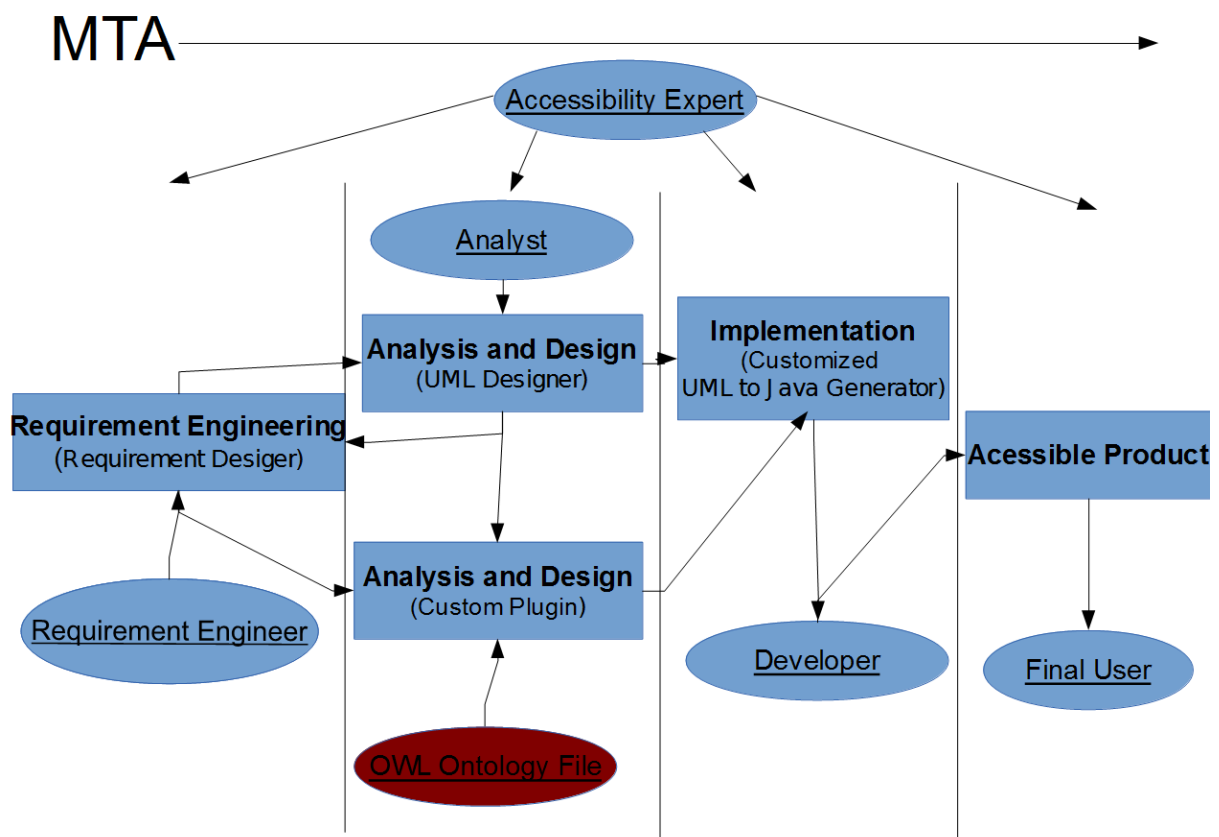 MTA
Accessibility Expert
Analyst
Analysis and Design
(UML Designer)
Implementation
(Customized
UML to Java Generator)
Requirement Engineering
(Requirement Desiger)
Acessible Product
Analysis and Design
(Custom Plugin)
Requirement Engineer
Developer
Final User
OWL Ontology File